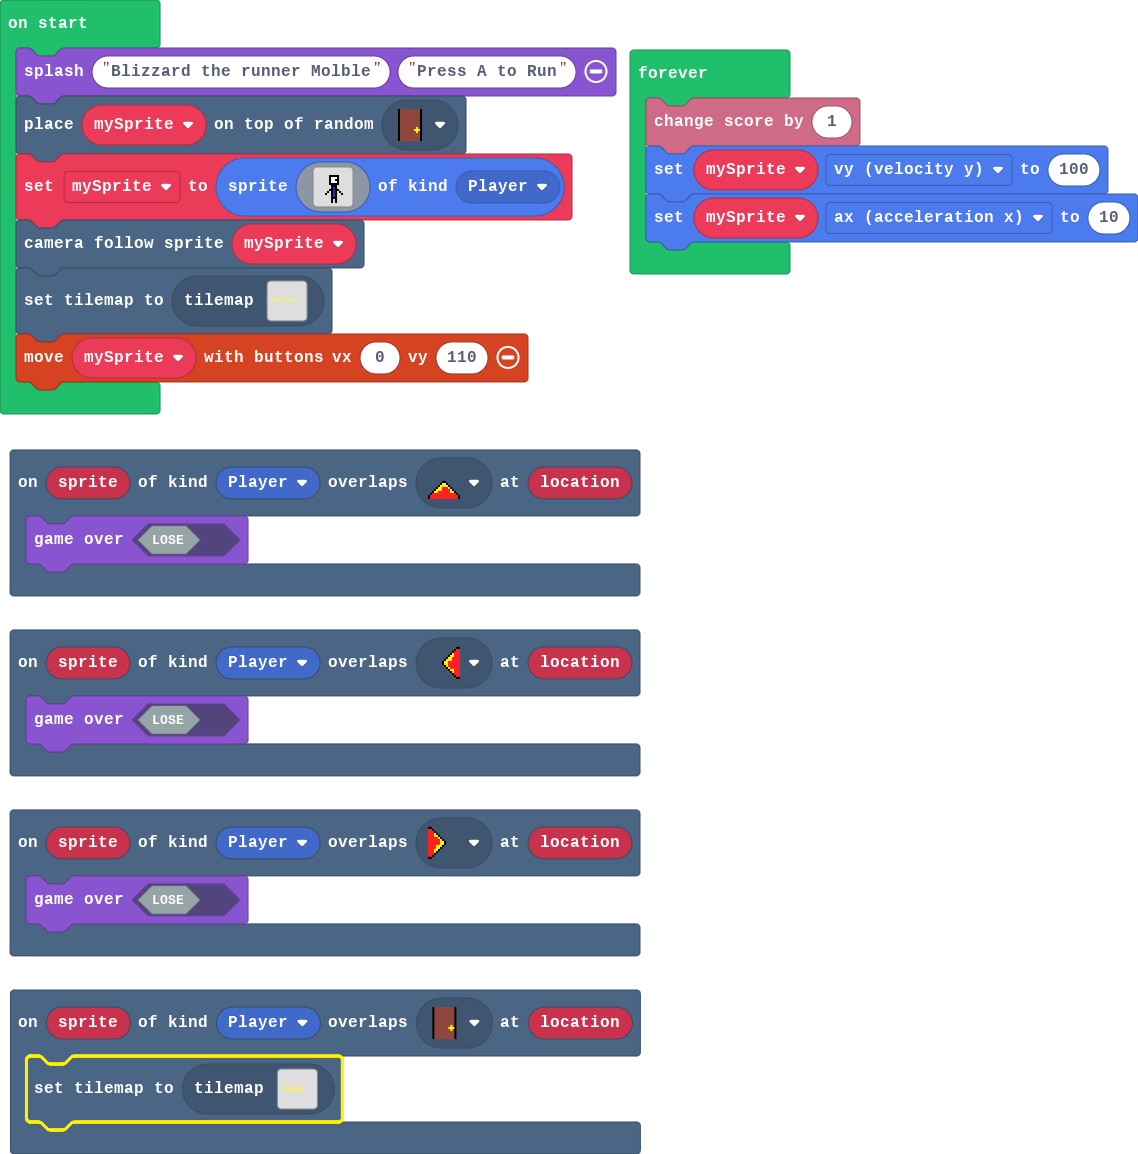 on start
splash "Blizzard the runner Molble" "Press A to Run"
place mySprite on top of random
set mySprite to sprite of kind Player
camera follow sprite mySprite
set tilemap to tilemap
move mySprite with buttons vx 0 vy 110
forever
change score by 1
set mySprite vy (velocity y) to 100
set mySprite ax (acceleration x) to 10
on sprite of kind Player overlaps at location
game over LOSE
on sprite of kind Player overlaps at location
game over LOSE
on sprite of kind Player overlaps at location
game over LOSE
on sprite of kind Player overlaps at location
set tilemap to tilemap